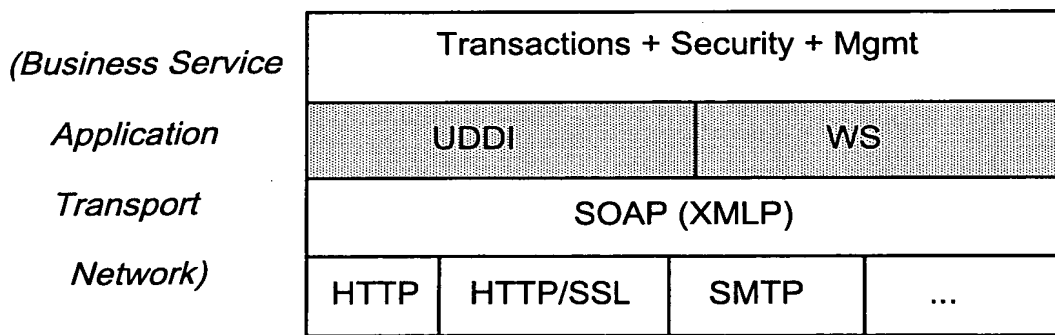 (Business Service
Transactions + Security + Mgmt
Application
UDDI
WS
Transport
SOAP (XMLP)
Network)
HTTP
HTTP/SSL
SMTP
...